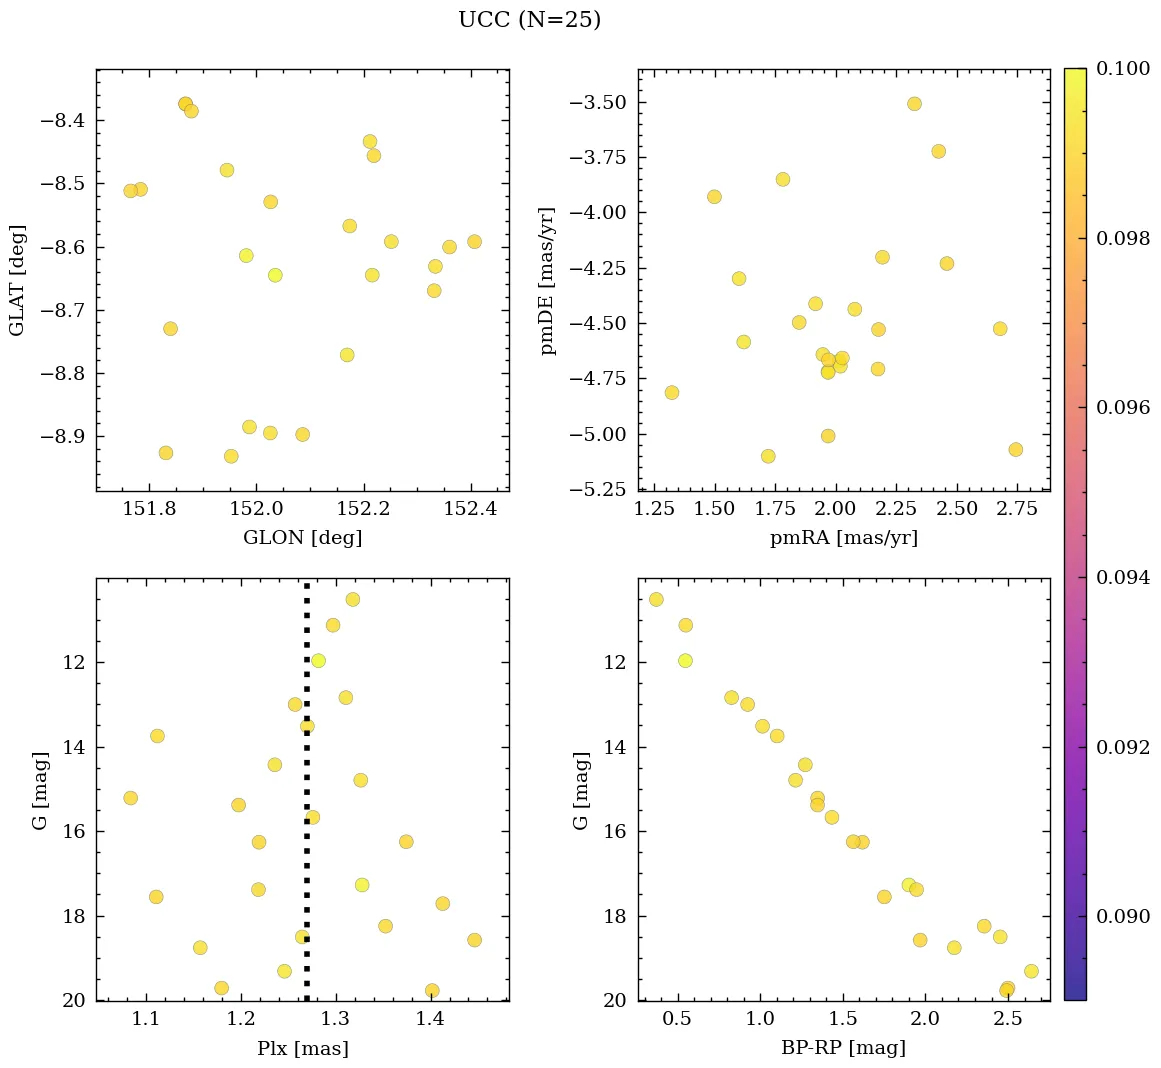 UCC (N=25)
−8.4
−8.5
−8.6
−8.7
−8.8
−8.9
GLAT [deg]
151.8 152.0 152.2 152.4
GLON [deg]
−3.50
−3.75
−4.00
−4.25
−4.50
−4.75
−5.00
−5.25
pmDE [mas/yr]
1.25 1.50 1.75 2.00 2.25 2.50 2.75
pmRA [mas/yr]
12
14
16
18
20
G [mag]
1.1 1.2 1.3 1.4
Plx [mas]
12
14
16
18
20
G [mag]
0.5 1.0 1.5 2.0 2.5
BP-RP [mag]
0.100
0.098
0.096
0.094
0.092
0.090